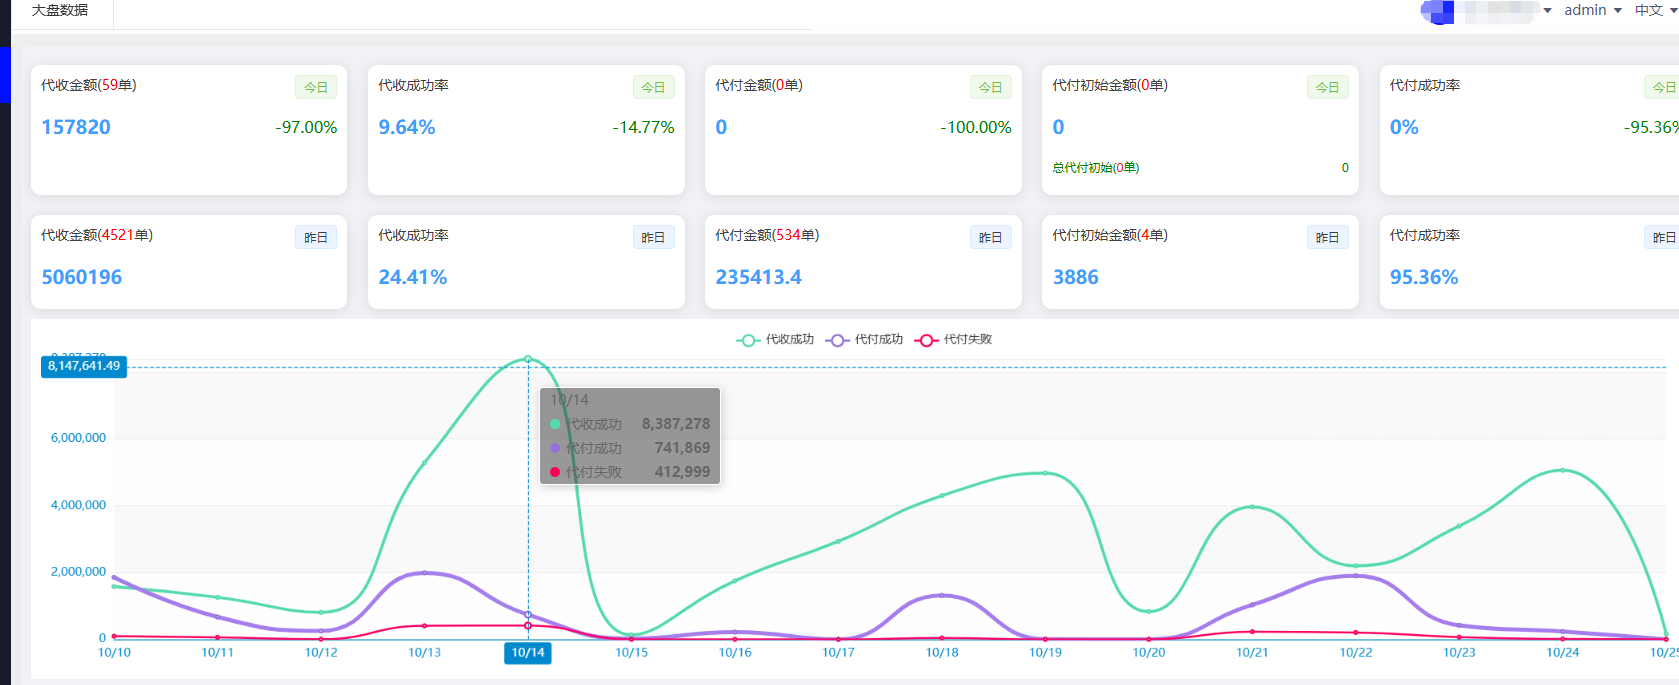 大盘数据
admin
中文
代收金额(59单) 今日
157820 -97.00%
代收成功率 今日
9.64% -14.77%
代付金额(0单) 今日
0 -100.00%
代付初始金额(0单) 今日
0
总代付初始(0单) 0
代付成功率 今日
0% -95.36%
代收金额(4521单) 昨日
5060196
代收成功率 昨日
24.41%
代付金额(534单) 昨日
235413.4
代付初始金额(4单) 昨日
3886
代付成功率 昨日
95.36%
代收成功 代付成功 代付失败
8,147,641.49
6,000,000
4,000,000
2,000,000
0
10/14
代收成功 8,387,278
代付成功 741,869
代付失败 412,999
10/10 10/11 10/12 10/13 10/14 10/15 10/16 10/17 10/18 10/19 10/20 10/21 10/22 10/23 10/24 10/25